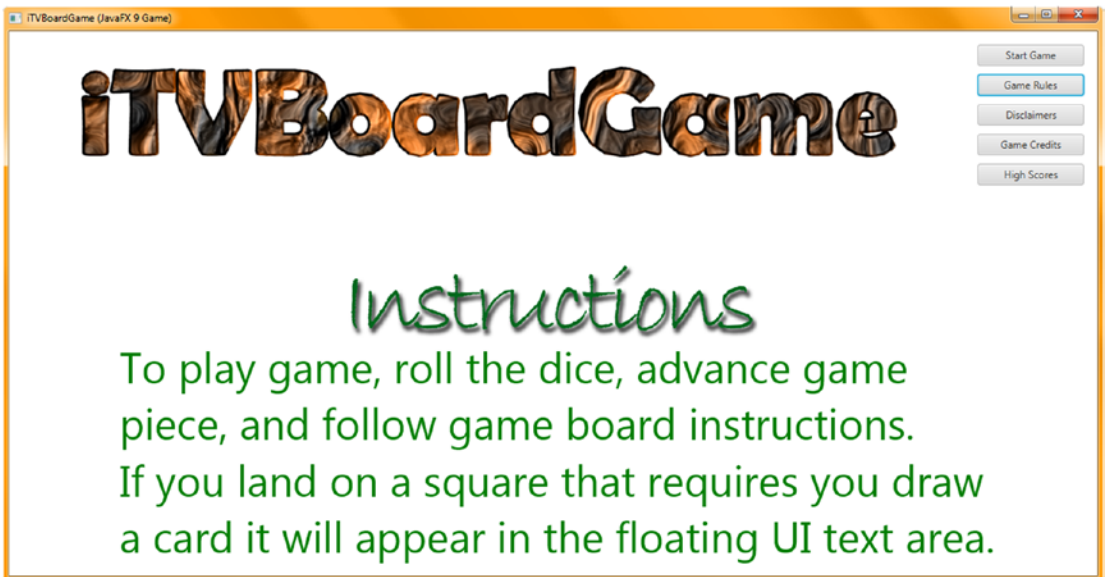 iTVBoardGame (JavaFX 9 Game)
iTVBoardGame
Start Game
Game Rules
Disclaimers
Game Credits
High Scores
Instructions
To play game, roll the dice, advance game
piece, and follow game board instructions.
If you land on a square that requires you draw
a card it will appear in the floating UI text area.